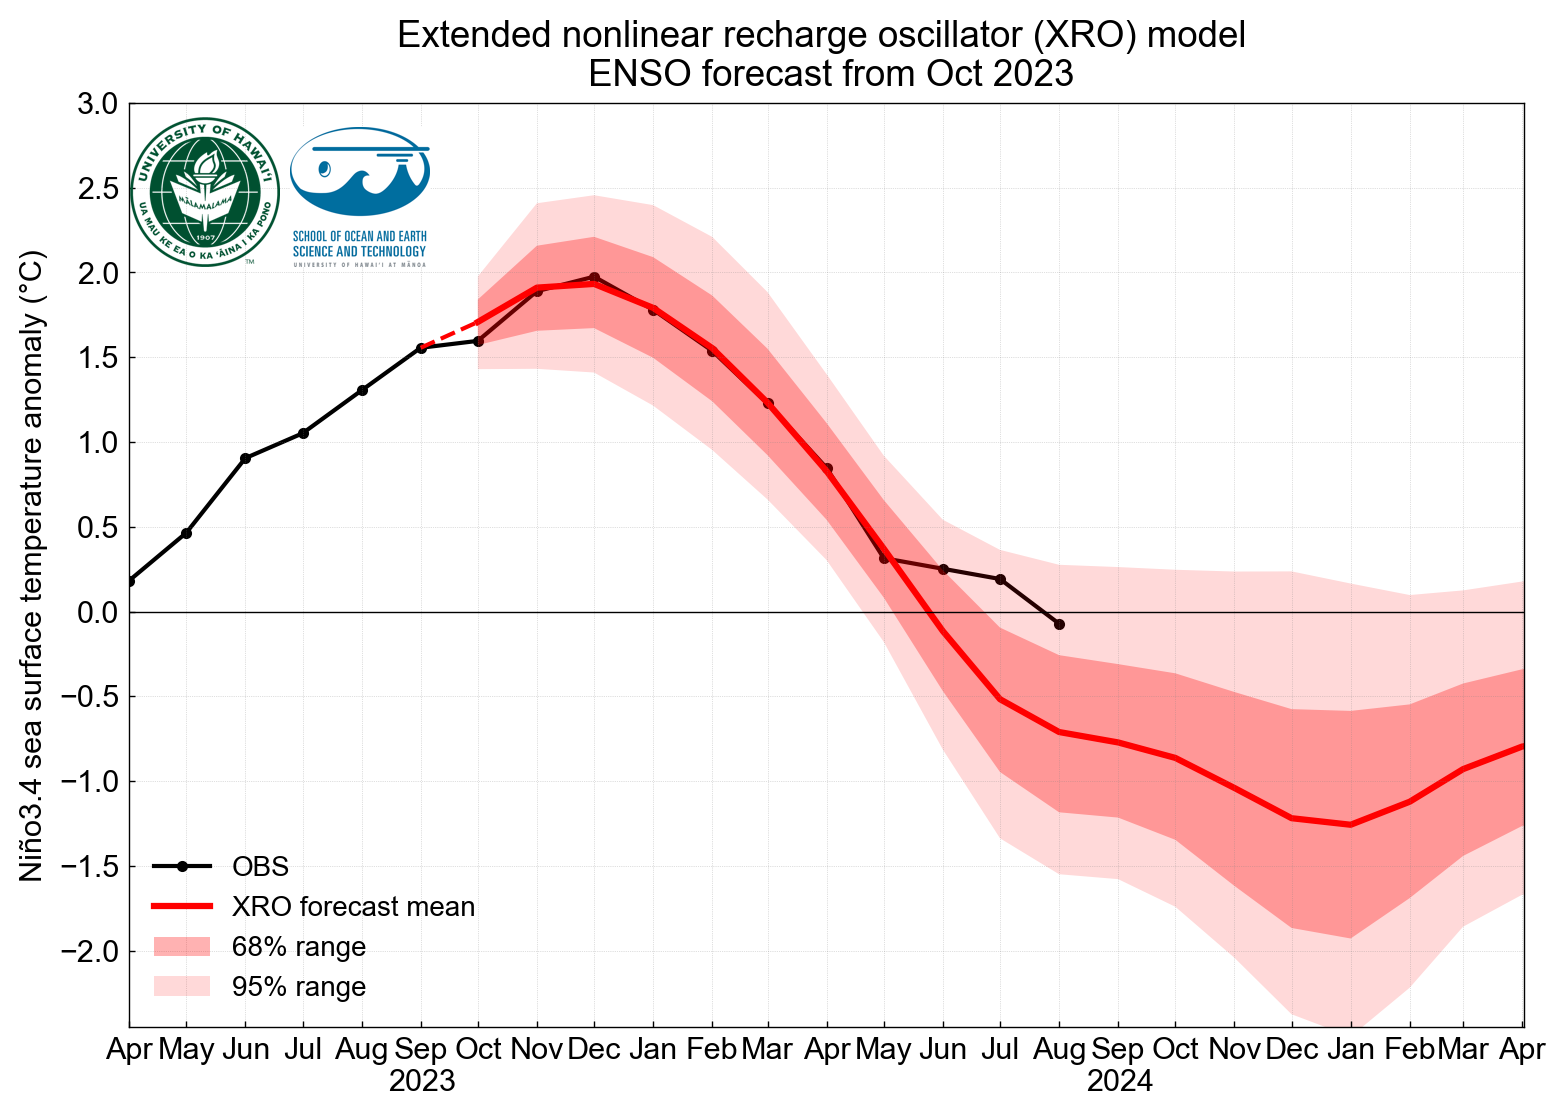 Extended nonlinear recharge oscillator (XRO) model
ENSO forecast from Oct 2023
UNIVERSITY OF HAWAIʻI
MĀLAMALAMA
1907
UA MAU KE EA O KA ʻĀINA I KA PONO
TM
SCHOOL OF OCEAN AND EARTH
SCIENCE AND TECHNOLOGY
UNIVERSITY OF HAWAIʻI AT MĀNOA
Niño3.4 sea surface temperature anomaly (°C)
3.0
2.5
2.0
1.5
1.0
0.5
0.0
−0.5
−1.0
−1.5
−2.0
OBS
XRO forecast mean
68% range
95% range
Apr May Jun Jul Aug Sep Oct Nov Dec Jan Feb Mar Apr May Jun Jul Aug Sep Oct Nov Dec Jan Feb Mar Apr
2023 2024